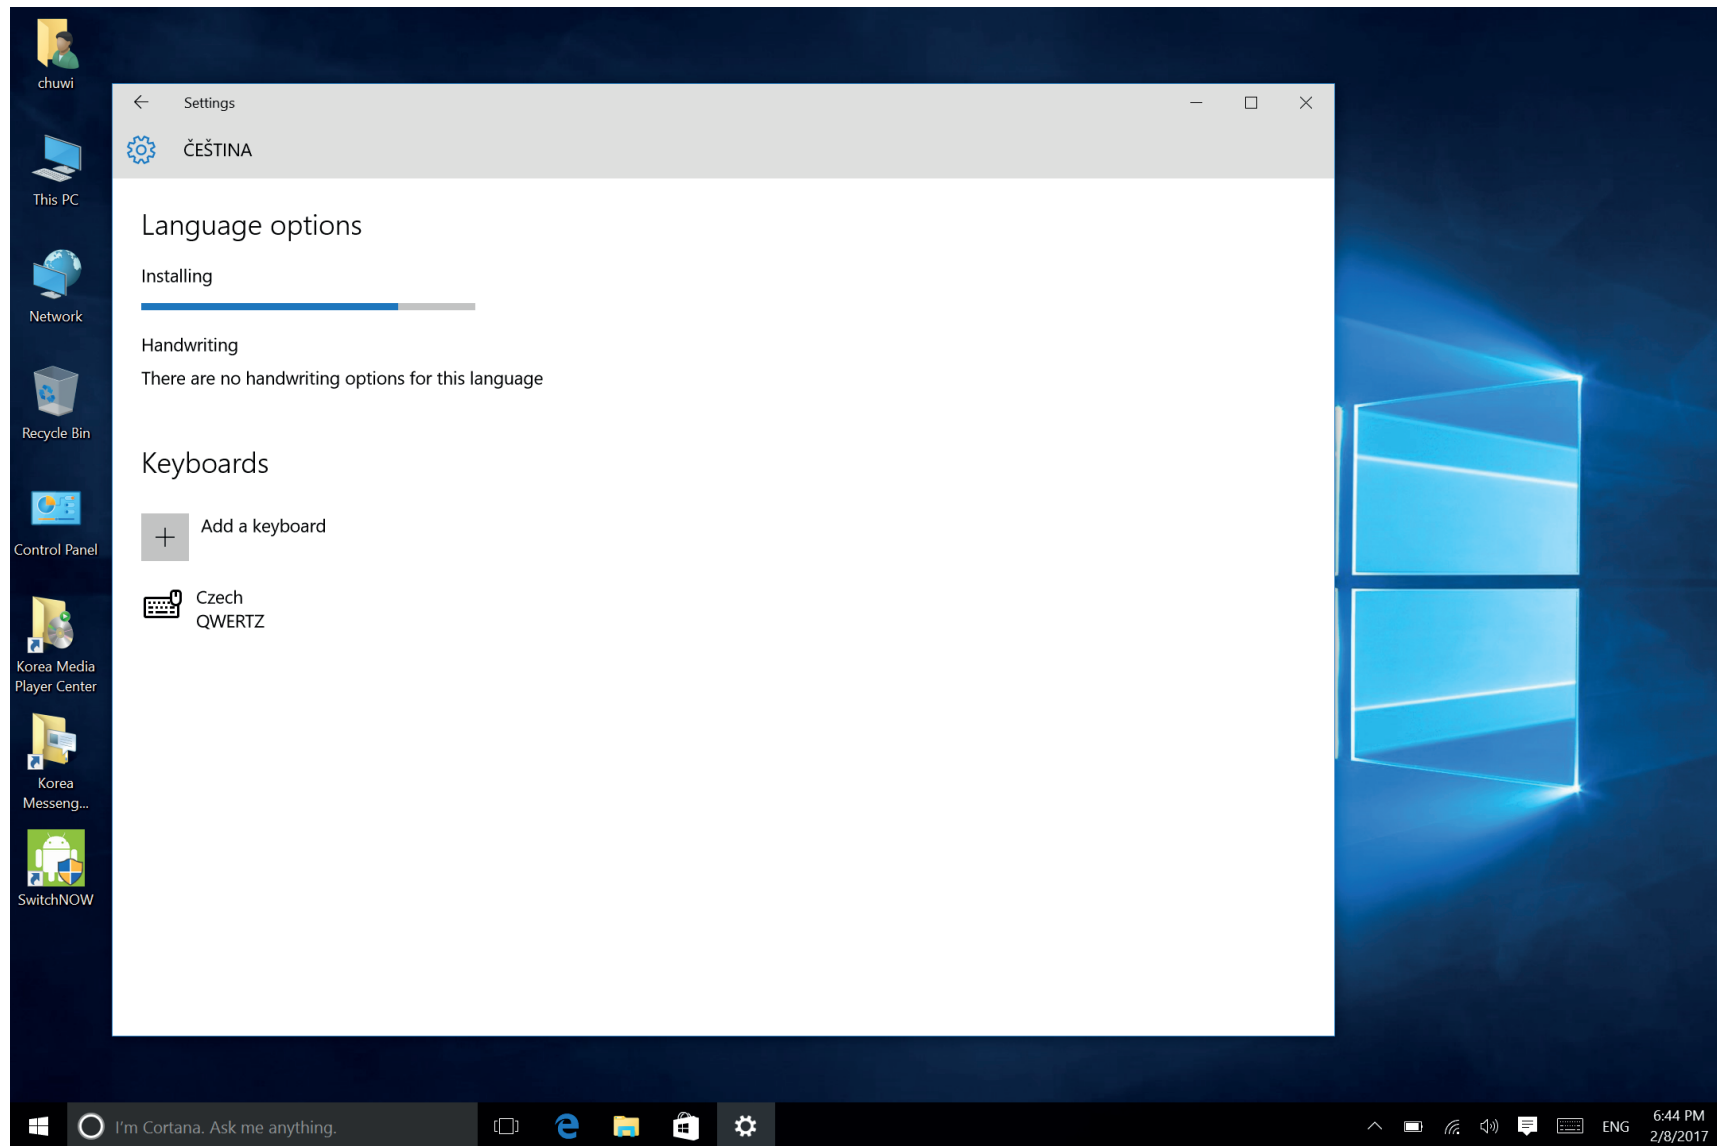 chuwi
This PC
Network
Recycle Bin
Control Panel
Korea Media
Player Center
Korea
Messeng...
SwitchNOW
Settings
ČEŠTINA
Language options
Installing
Handwriting
There are no handwriting options for this language
Keyboards
Add a keyboard
Czech
QWERTZ
I'm Cortana. Ask me anything.
ENG
6:44 PM
2/8/2017